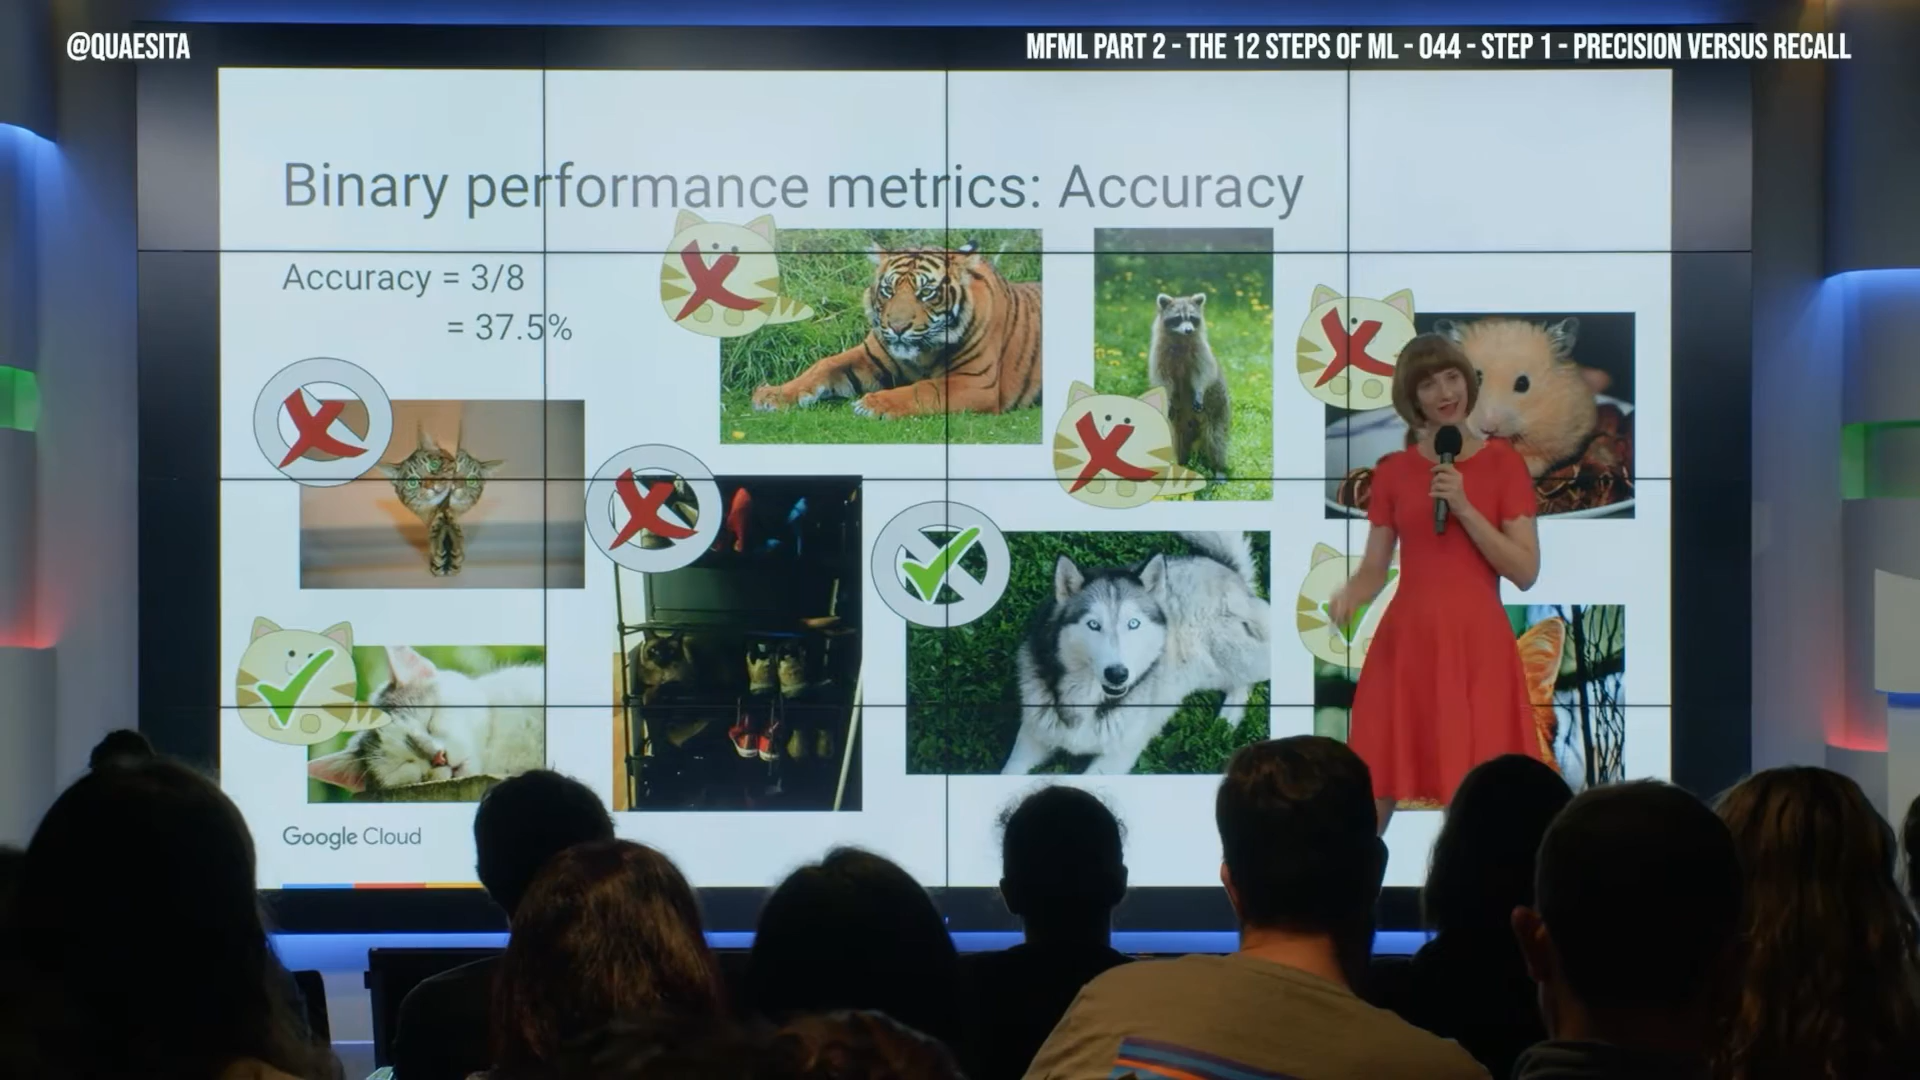 @QUAESITA
MFML PART 2 - THE 12 STEPS OF ML - 044 - STEP 1 - PRECISION VERSUS RECALL
Binary performance metrics: Accuracy
Accuracy = 3/8
= 37.5%
Google Cloud